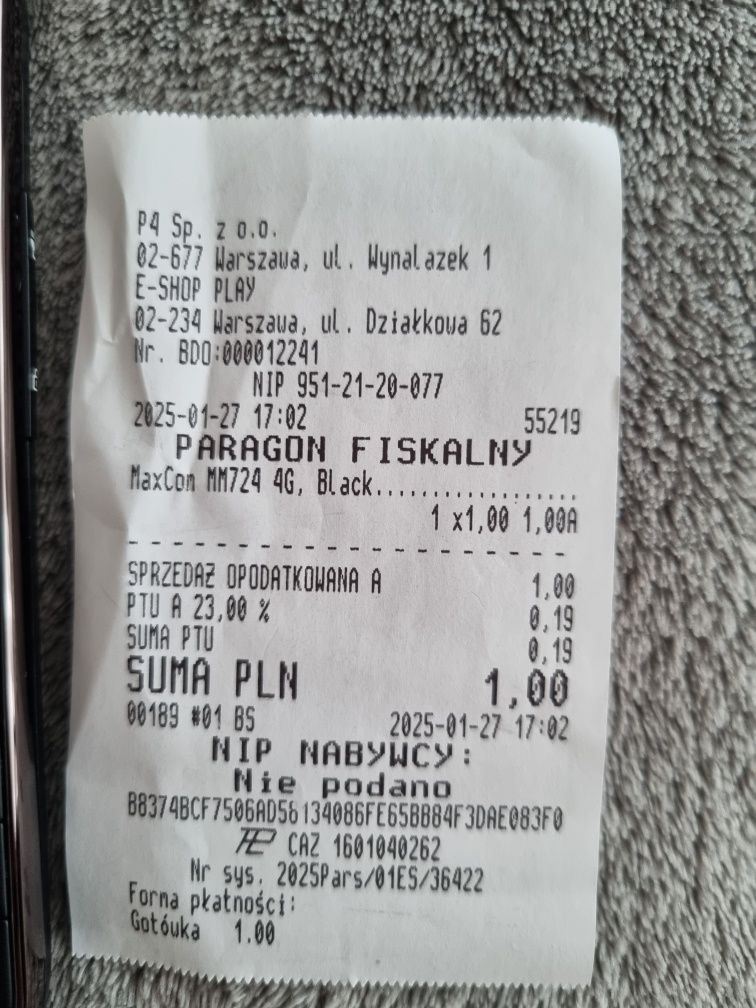 P4 Sp. z o.o.
02-677 Warszawa, ul. Wynalazek 1
E-SHOP PLAY
02-234 Warszawa, ul. Działkowa 62
Nr. BDO:000012241
NIP 951-21-20-077
2025-01-27 17:02 55219
PARAGON FISKALNY
MaxCom MM724 4G, Black.................
1 x1,00 1,00A
- - - - - - - - - - - - - - - - - - - -
SPRZEDAŻ OPODATKOWANA A 1,00
PTU A 23,00 % 0,19
SUMA PTU 0,19
SUMA PLN 1,00
00189 #01 BS 2025-01-27 17:02
NIP NABYWCY:
Nie podano
B8374BCF7506AD56134086FE65BB84F3DAE083F0
CAZ 1601040262
Nr sys. 2025Pars/01ES/36422
Forma płatności:
Gotówka 1.00